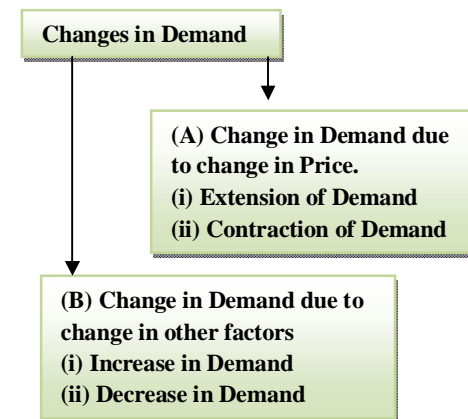 Changes in Demand
(A) Change in Demand due
to change in Price.
(i) Extension of Demand
(ii) Contraction of Demand
(B) Change in Demand due to
change in other factors
(i) Increase in Demand
(ii) Decrease in Demand